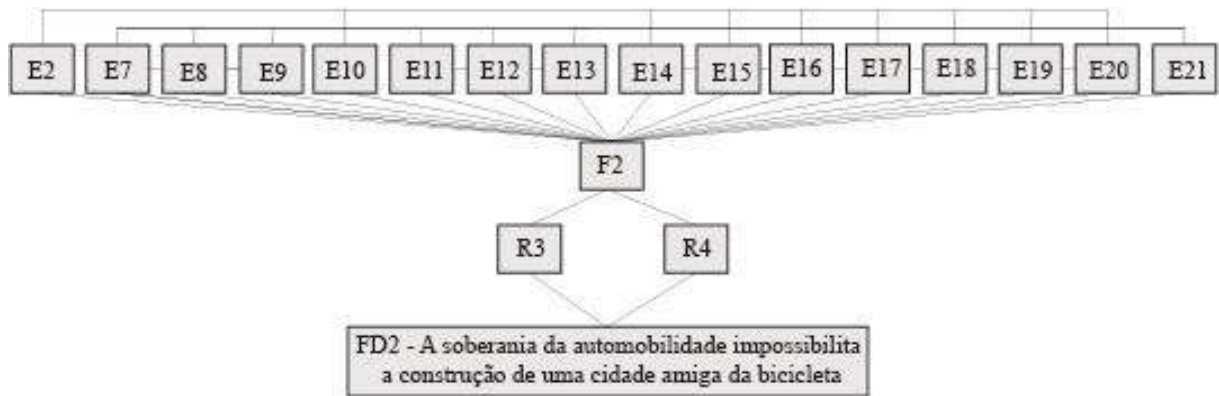 E2 E7 E8 E9 E10 E11 E12 E13 E14 E15 E16 E17 E18 E19 E20 E21
F2
R3 R4
FD2 - A soberania da automobilidade impossibilita
a construção de uma cidade amiga da bicicleta